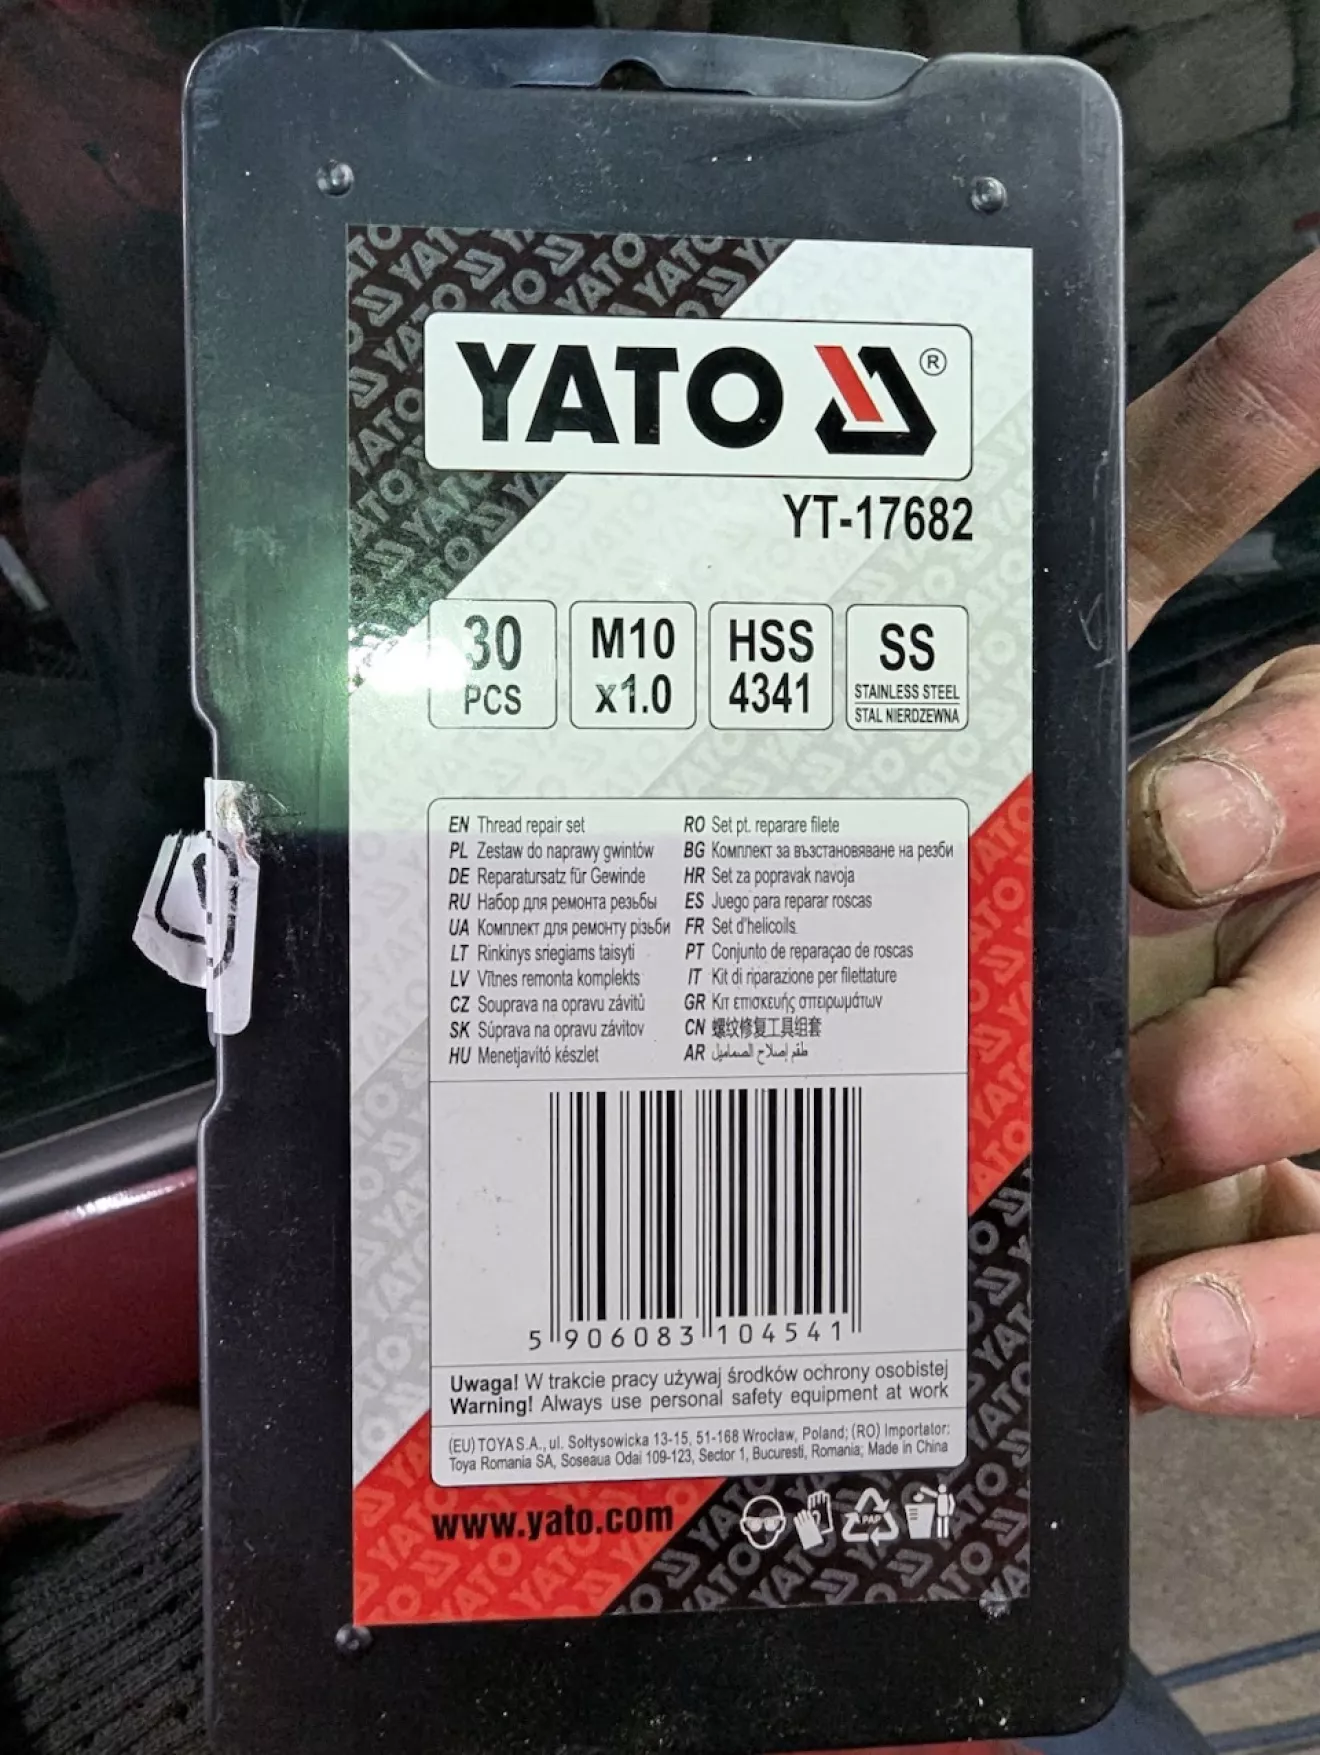 YATO ®
YT-17682
30 PCS
M10 x1.0
HSS 4341
SS STAINLESS STEEL STAL NIERDZEWNA
EN Thread repair set
PL Zestaw do naprawy gwintów
DE Reparatursatz für Gewinde
RU Набор для ремонта резьбы
UA Комплект для ремонту різьби
LT Rinkinys sriegiams taisyti
LV Vītnes remonta komplekts
CZ Souprava na opravu závitů
SK Súprava na opravu závitov
HU Menetjavító készlet
RO Set pt. reparare filete
BG Комплект за възстановяване на резби
HR Set za popravak navoja
ES Juego para reparar roscas
FR Set d'helicoils
PT Conjunto de reparaçao de roscas
IT Kit di riparazione per filettature
GR Κιτ επισκευής σπειρωμάτων
CN 螺纹修复工具组套
AR طقم إصلاح الصماميل
5 906083 104541
Uwaga! W trakcie pracy używaj środków ochrony osobistej
Warning! Always use personal safety equipment at work
(EU) TOYA S.A., ul. Sołtysowicka 13-15, 51-168 Wrocław, Poland; (RO) Importator:
Toya Romania SA, Soseaua Odai 109-123, Sector 1, Bucuresti, Romania; Made in China
www.yato.com
PAP